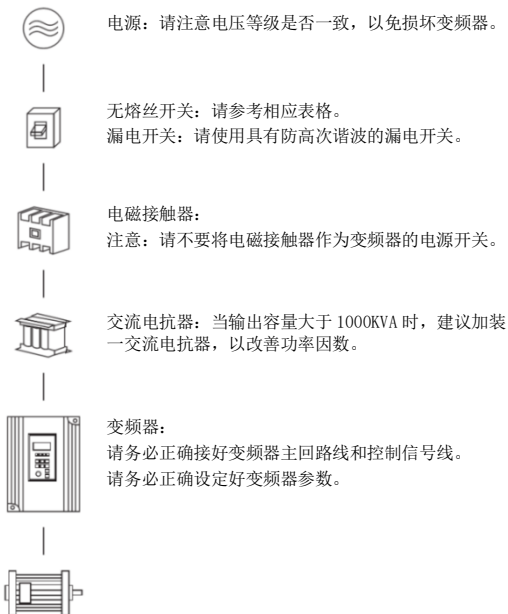 电源：请注意电压等级是否一致，以免损坏变频器。
无熔丝开关：请参考相应表格。
漏电开关：请使用具有防高次谐波的漏电开关。
电磁接触器：
注意：请不要将电磁接触器作为变频器的电源开关。
交流电抗器：当输出容量大于 1000KVA 时，建议加装
一交流电抗器，以改善功率因数。
变频器：
请务必正确接好变频器主回路线和控制信号线。
请务必正确设定好变频器参数。